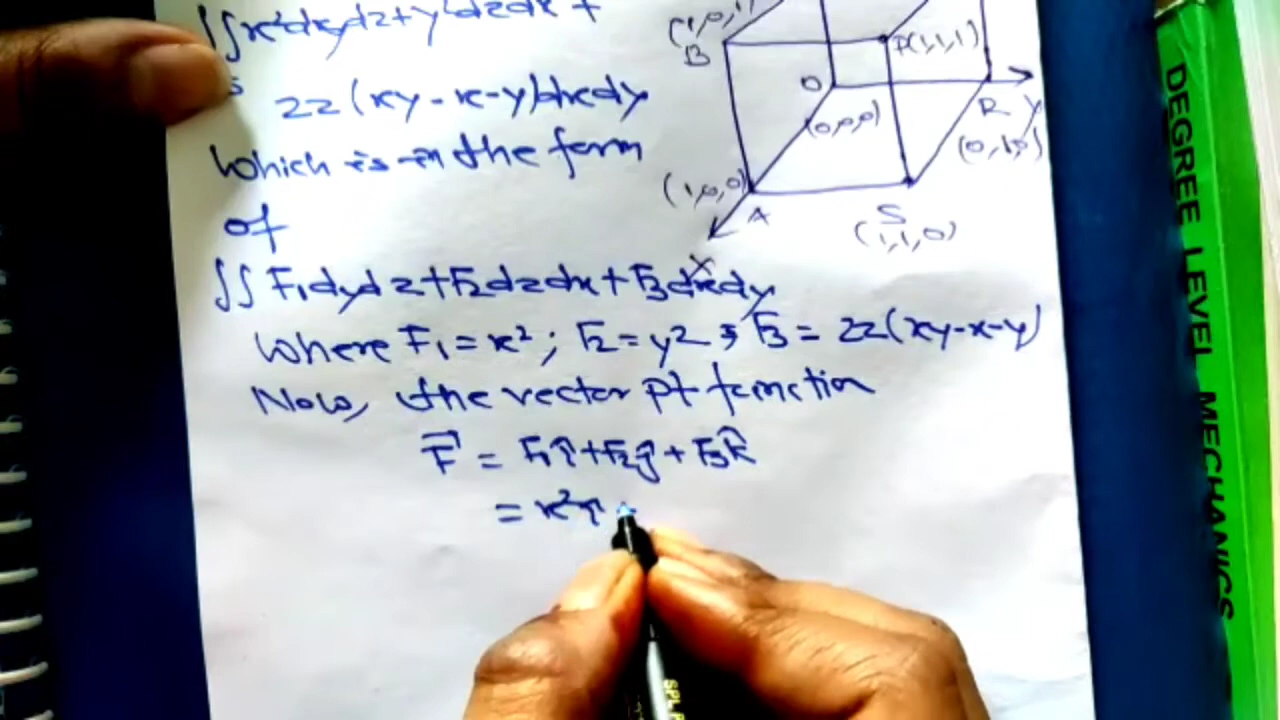 ∬x²dydz+y²dzdx+
S
2z(xy-x-y)dxdy
Which is in the form
of
∬ F₁dydz+F₂dzdx+F₃dxdy
Where F₁=x²; F₂=y² ; F₃= 2z(xy-x-y)
Now, the vector pt function
F⃗ = F₁î+F₂ĵ+F₃k̂
= x²î
(1,0,1)
B
P(1,1,1)
O
(0,0,0)
R
Y
(0,1,0)
(1,0,0)
A
X
S
(1,1,0)
DEGREE LEVEL MECHANICS